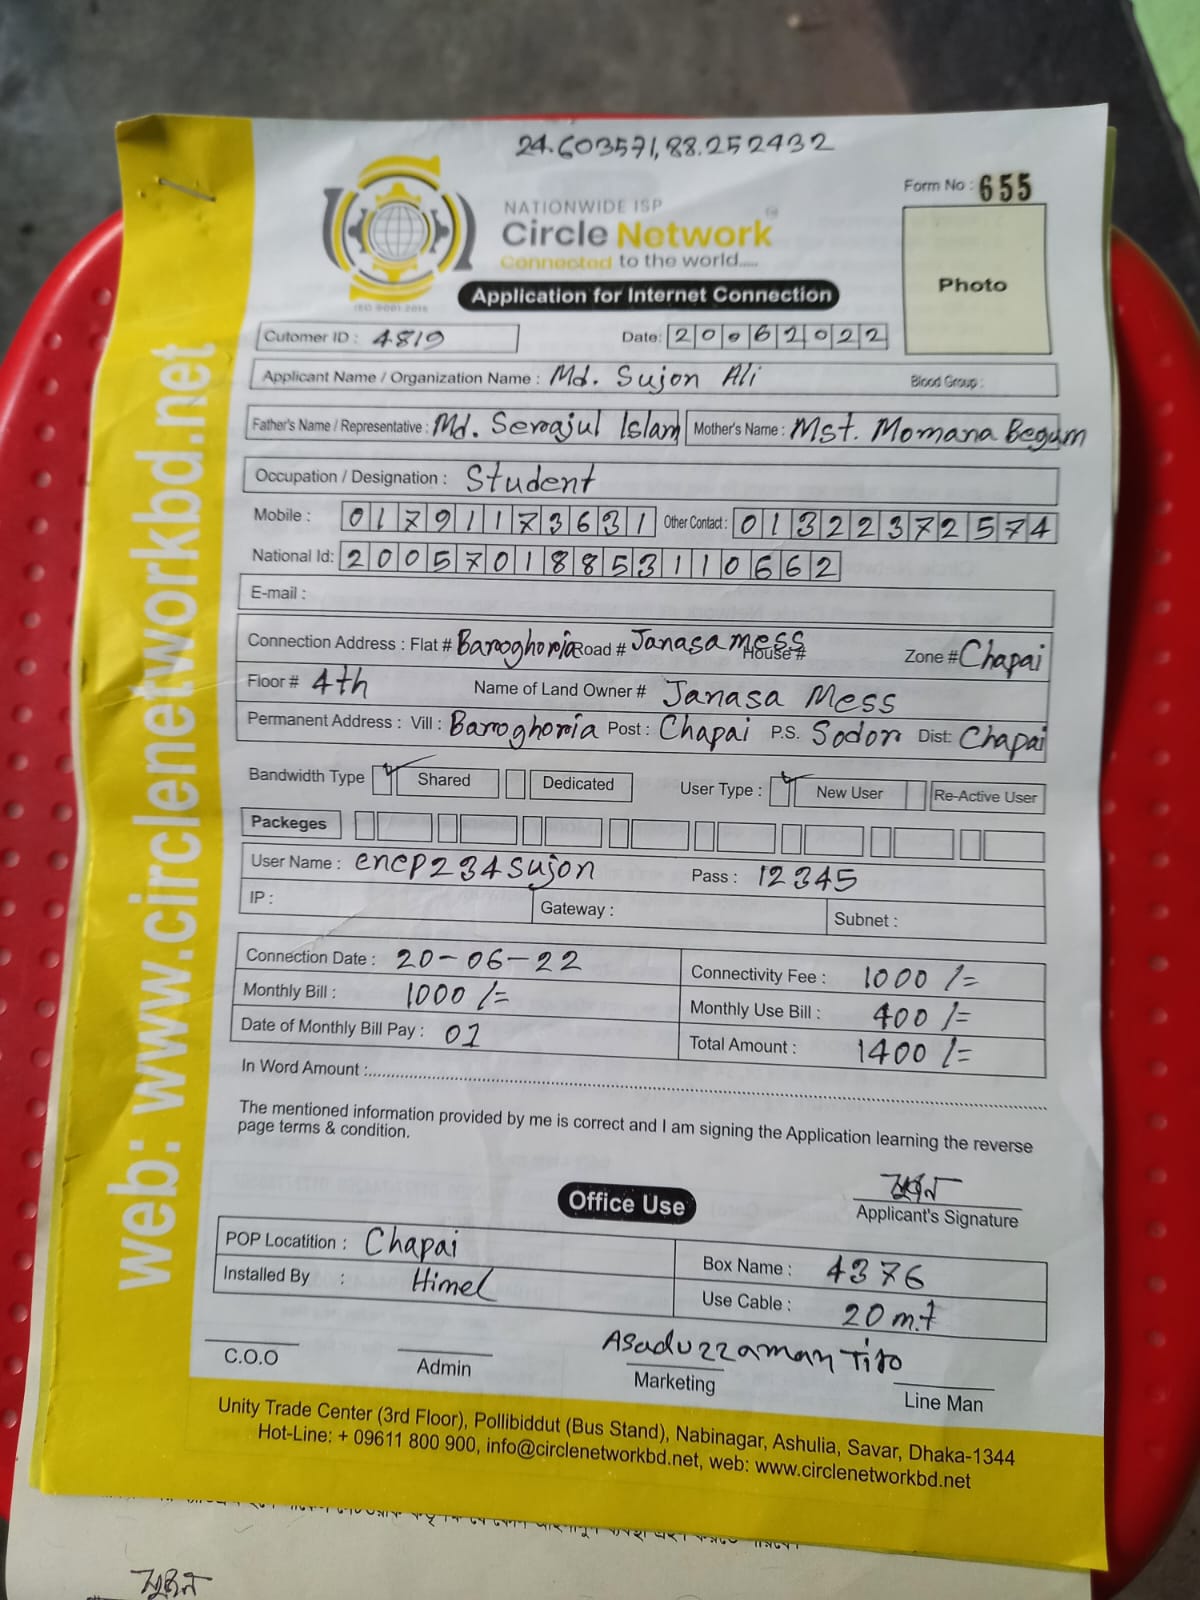 24.603571,88.252432
Form No : 655
NATIONWIDE ISP
Circle Network
Connected to the world.....
ISO 9001:2015
Photo
Application for Internet Connection
Cutomer ID : 4819 Date: 20062022
Applicant Name / Organization Name : Md. Sujon Ali Blood Group :
Father's Name / Representative : Md. Serajul Islam Mother's Name : Mst. Momana Begum
Occupation / Designation : Student
Mobile : 01791173631 Other Contact : 01322372574
National Id: 20057018853110662
E-mail :
Connection Address : Flat # Baroghoria Road # Janasa Mess House # Zone # Chapai
Floor # 4th Name of Land Owner # Janasa Mess
Permanent Address : Vill : Baroghoria Post : Chapai P.S. Sodor Dist: Chapai
Bandwidth Type Shared Dedicated User Type : New User Re-Active User
Packeges
User Name : encp234sujon Pass : 12345
IP : Gateway : Subnet :
Connection Date : 20-06-22 Connectivity Fee : 1000 /=
Monthly Bill : 1000 /= Monthly Use Bill : 400 /=
Date of Monthly Bill Pay : 01 Total Amount : 1400 /=
In Word Amount :
The mentioned information provided by me is correct and I am signing the Application learning the reverse
page terms & condition.
সুজন
Applicant's Signature
Office Use
POP Locatition : Chapai Box Name : 4376
Installed By : Himel Use Cable : 20 m.t
Asaduzzaman Tito
C.O.O Admin Marketing Line Man
Unity Trade Center (3rd Floor), Pollibiddut (Bus Stand), Nabinagar, Ashulia, Savar, Dhaka-1344
Hot-Line: + 09611 800 900, info@circlenetworkbd.net, web: www.circlenetworkbd.net
web: www.circlenetworkbd.net
সুজন